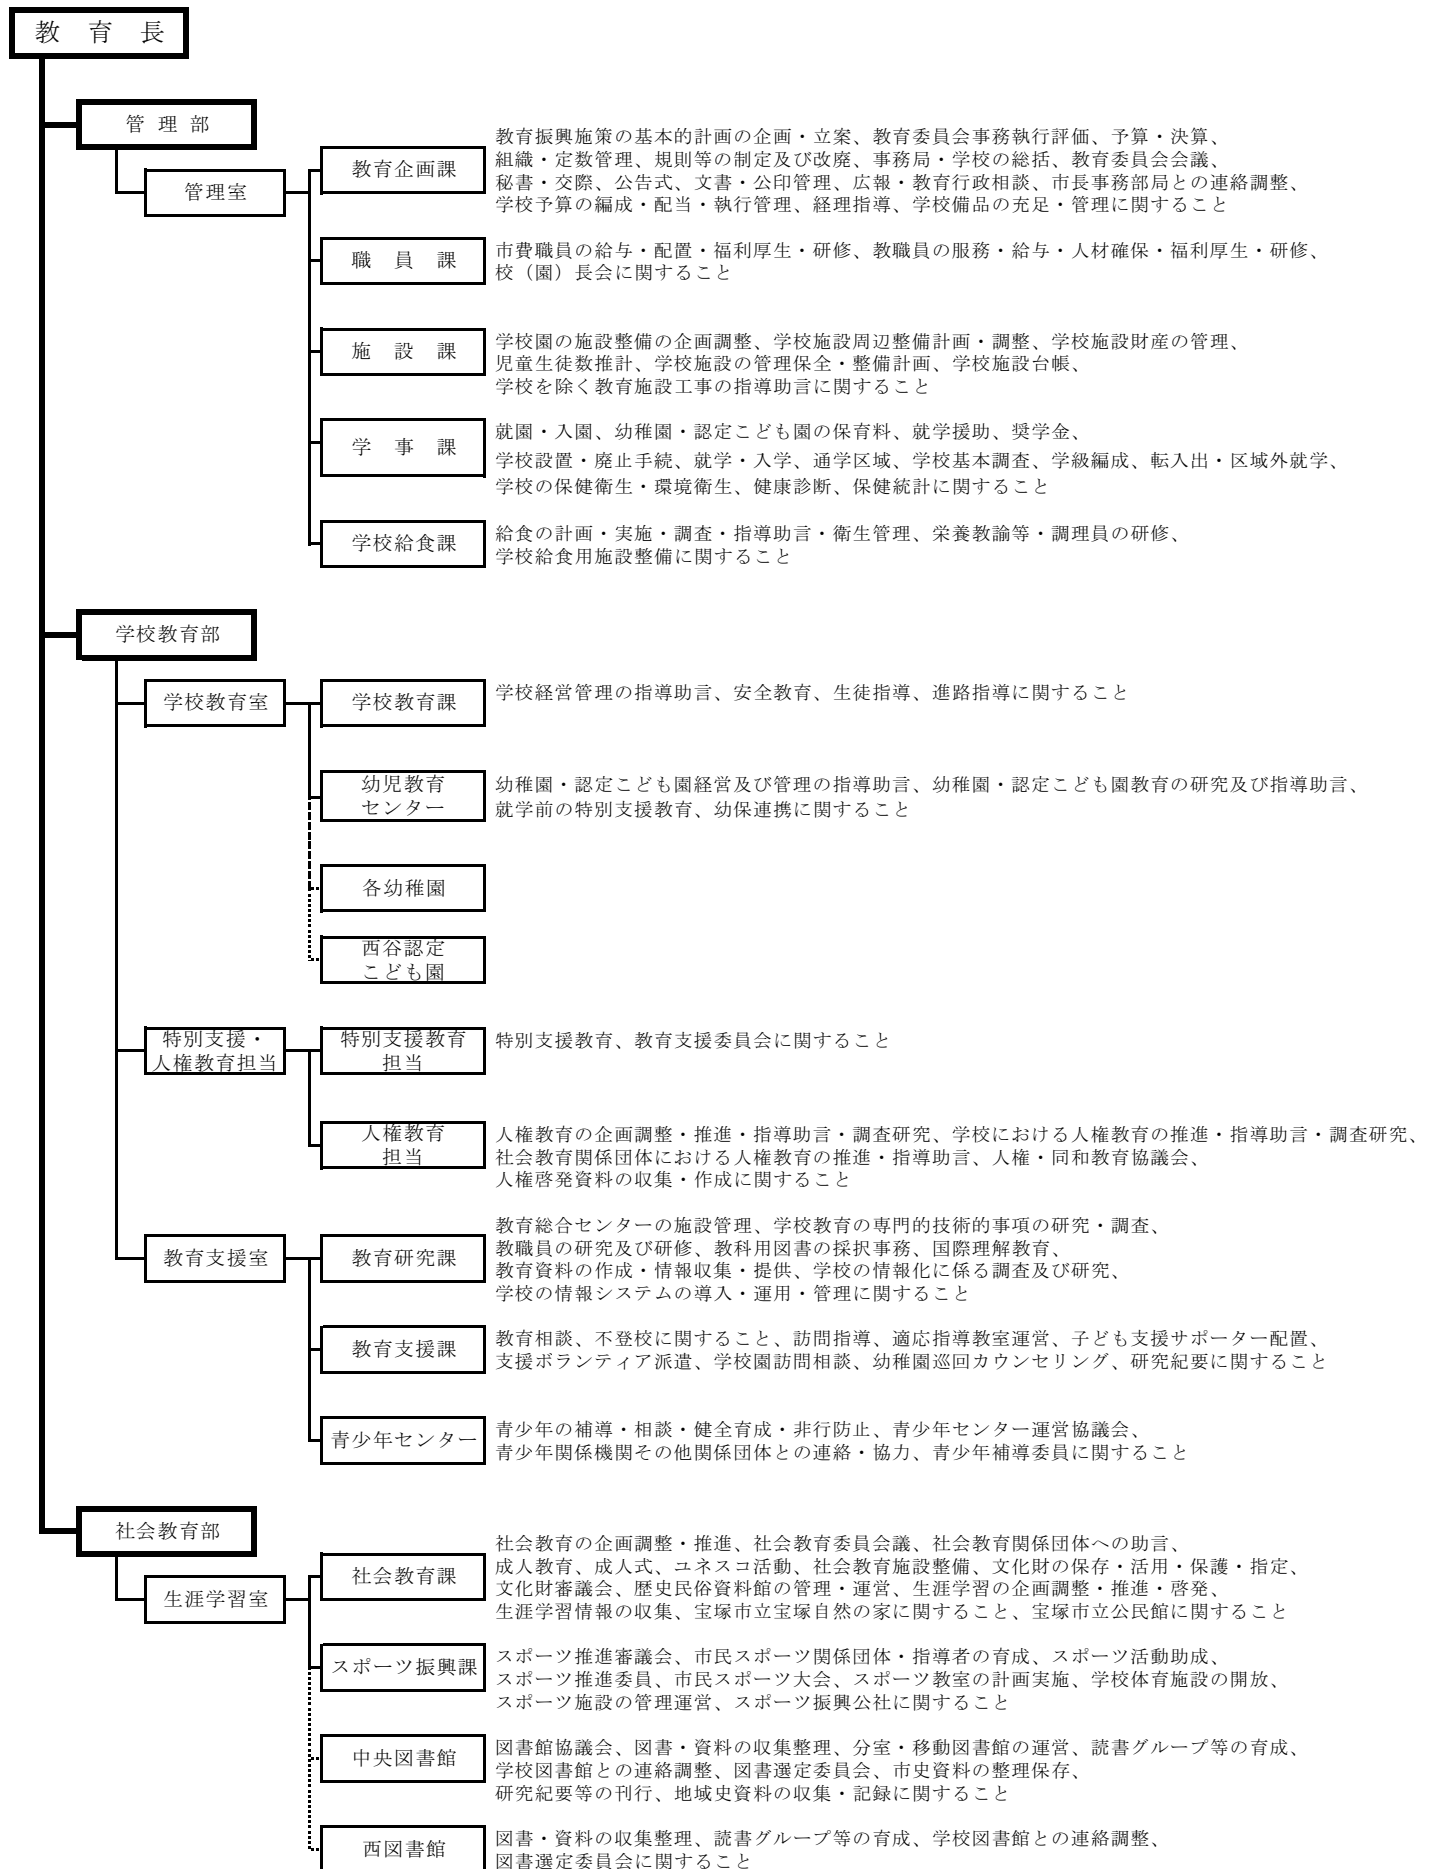 教　育　長
管 理 部
管理室
教育企画課
教育振興施策の基本的計画の企画・立案、教育委員会事務執行評価、予算・決算、
組織・定数管理、規則等の制定及び改廃、事務局・学校の総括、教育委員会会議、
秘書・交際、公告式、文書・公印管理、広報・教育行政相談、市長事務部局との連絡調整、
学校予算の編成・配当・執行管理、経理指導、学校備品の充足・管理に関すること
職　員　課
市費職員の給与・配置・福利厚生・研修、教職員の服務・給与・人材確保・福利厚生・研修、
校（園）長会に関すること
施　設　課
学校園の施設整備の企画調整、学校施設周辺整備計画・調整、学校施設財産の管理、
児童生徒数推計、学校施設の管理保全・整備計画、学校施設台帳、
学校を除く教育施設工事の指導助言に関すること
学　事　課
就園・入園、幼稚園・認定こども園の保育料、就学援助、奨学金、
学校設置・廃止手続、就学・入学、通学区域、学校基本調査、学級編成、転入出・区域外就学、
学校の保健衛生・環境衛生、健康診断、保健統計に関すること
学校給食課
給食の計画・実施・調査・指導助言・衛生管理、栄養教諭等・調理員の研修、
学校給食用施設整備に関すること
学校教育部
学校教育室
学校教育課
学校経営管理の指導助言、安全教育、生徒指導、進路指導に関すること
幼児教育
センター
幼稚園・認定こども園経営及び管理の指導助言、幼稚園・認定こども園教育の研究及び指導助言、
就学前の特別支援教育、幼保連携に関すること
各幼稚園
西谷認定
こども園
特別支援・
人権教育担当
特別支援教育
担当
特別支援教育、教育支援委員会に関すること
人権教育
担当
人権教育の企画調整・推進・指導助言・調査研究、学校における人権教育の推進・指導助言・調査研究、
社会教育関係団体における人権教育の推進・指導助言、人権・同和教育協議会、
人権啓発資料の収集・作成に関すること
教育支援室
教育研究課
教育総合センターの施設管理、学校教育の専門的技術的事項の研究・調査、
教職員の研究及び研修、教科用図書の採択事務、国際理解教育、
教育資料の作成・情報収集・提供、学校の情報化に係る調査及び研究、
学校の情報システムの導入・運用・管理に関すること
教育支援課
教育相談、不登校に関すること、訪問指導、適応指導教室運営、子ども支援サポーター配置、
支援ボランティア派遣、学校園訪問相談、幼稚園巡回カウンセリング、研究紀要に関すること
青少年センター
青少年の補導・相談・健全育成・非行防止、青少年センター運営協議会、
青少年関係機関その他関係団体との連絡・協力、青少年補導委員に関すること
社会教育部
生涯学習室
社会教育課
社会教育の企画調整・推進、社会教育委員会議、社会教育関係団体への助言、
成人教育、成人式、ユネスコ活動、社会教育施設整備、文化財の保存・活用・保護・指定、
文化財審議会、歴史民俗資料館の管理・運営、生涯学習の企画調整・推進・啓発、
生涯学習情報の収集、宝塚市立宝塚自然の家に関すること、宝塚市立公民館に関すること
スポーツ振興課
スポーツ推進審議会、市民スポーツ関係団体・指導者の育成、スポーツ活動助成、
スポーツ推進委員、市民スポーツ大会、スポーツ教室の計画実施、学校体育施設の開放、
スポーツ施設の管理運営、スポーツ振興公社に関すること
中央図書館
図書館協議会、図書・資料の収集整理、分室・移動図書館の運営、読書グループ等の育成、
学校図書館との連絡調整、図書選定委員会、市史資料の整理保存、
研究紀要等の刊行、地域史資料の収集・記録に関すること
西図書館
図書・資料の収集整理、読書グループ等の育成、学校図書館との連絡調整、
図書選定委員会に関すること